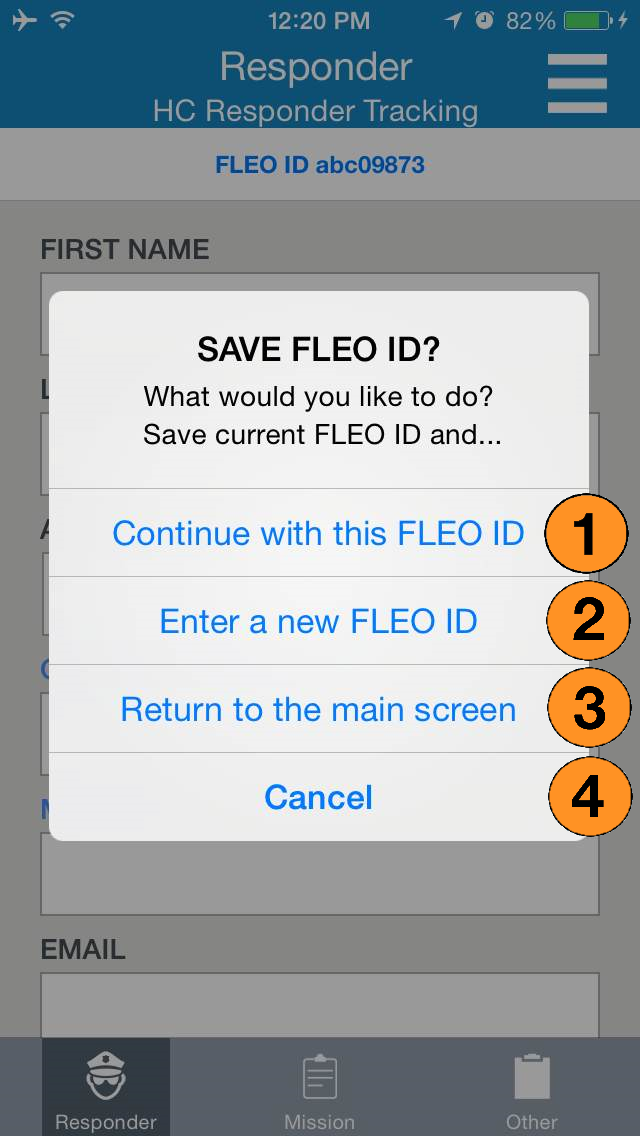 12:20 PM
82%
Responder
HC Responder Tracking
FLEO ID abc09873
FIRST NAME
SAVE FLEO ID?
What would you like to do?
Save current FLEO ID and...
Continue with this FLEO ID
1
Enter a new FLEO ID
2
Return to the main screen
3
Cancel
4
EMAIL
Responder
Mission
Other